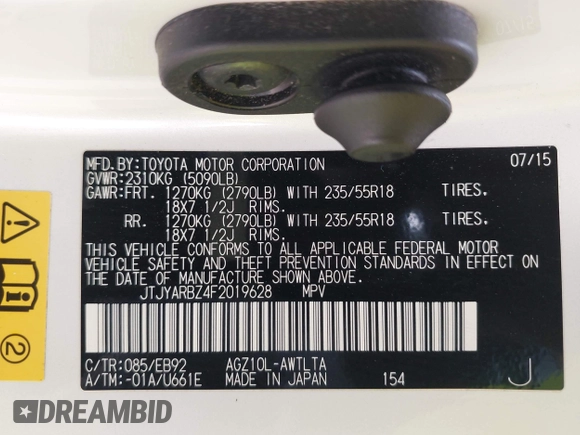 MFD.BY:TOYOTA MOTOR CORPORATION 07/15
GVWR:2310KG (5090LB)
GAWR:FRT. 1270KG (2790LB) WITH 235/55R18 TIRES.
18X7 1/2J RIMS.
RR. 1270KG (2790LB) WITH 235/55R18 TIRES.
18X7 1/2J RIMS.
THIS VEHICLE CONFORMS TO ALL APPLICABLE FEDERAL MOTOR
VEHICLE SAFETY AND THEFT PREVENTION STANDARDS IN EFFECT ON
THE DATE OF MANUFACTURE SHOWN ABOVE.
JTJYARBZ4F2019628 MPV
C/TR:085/EB92 AGZ10L-AWTLTA
A/TM:-01A/U661E MADE IN JAPAN 154 J
2
DREAMBID